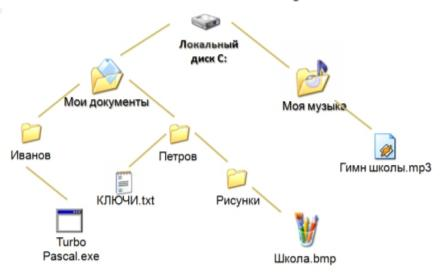 Локальный
диск С:
Мои документы
Моя музыка
Иванов
Петров
Гимн школы.mp3
КЛЮЧИ.txt
Рисунки
Turbo
Pascal.exe
Школа.bmp